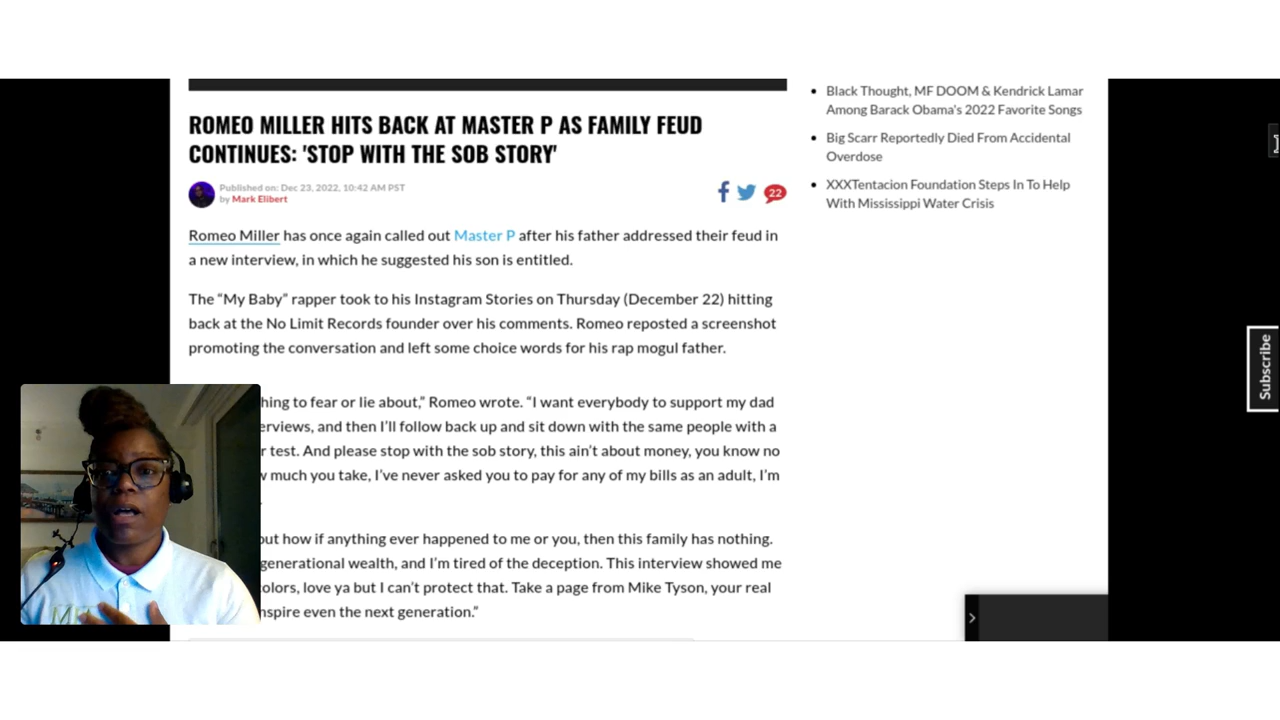 ROMEO MILLER HITS BACK AT MASTER P AS FAMILY FEUD
CONTINUES: 'STOP WITH THE SOB STORY'
Published on: Dec 23, 2022, 10:42 AM PST
by Mark Elibert
22
Romeo Miller has once again called out Master P after his father addressed their feud in
a new interview, in which he suggested his son is entitled.
The “My Baby” rapper took to his Instagram Stories on Thursday (December 22) hitting
back at the No Limit Records founder over his comments. Romeo reposted a screenshot
promoting the conversation and left some choice words for his rap mogul father.
hing to fear or lie about,” Romeo wrote. “I want everybody to support my dad
erviews, and then I’ll follow back up and sit down with the same people with a
r test. And please stop with the sob story, this ain’t about money, you know no
w much you take, I’ve never asked you to pay for any of my bills as an adult, I’m
out how if anything ever happened to me or you, then this family has nothing.
generational wealth, and I’m tired of the deception. This interview showed me
colors, love ya but I can’t protect that. Take a page from Mike Tyson, your real
nspire even the next generation.”
Black Thought, MF DOOM & Kendrick Lamar
Among Barack Obama's 2022 Favorite Songs
Big Scarr Reportedly Died From Accidental
Overdose
XXXTentacion Foundation Steps In To Help
With Mississippi Water Crisis
Subscribe